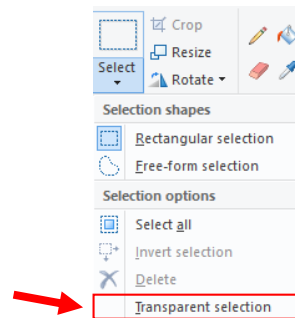 Crop
Resize
Select
Rotate
Selection shapes
Rectangular selection
Free-form selection
Selection options
Select all
Invert selection
Delete
Transparent selection